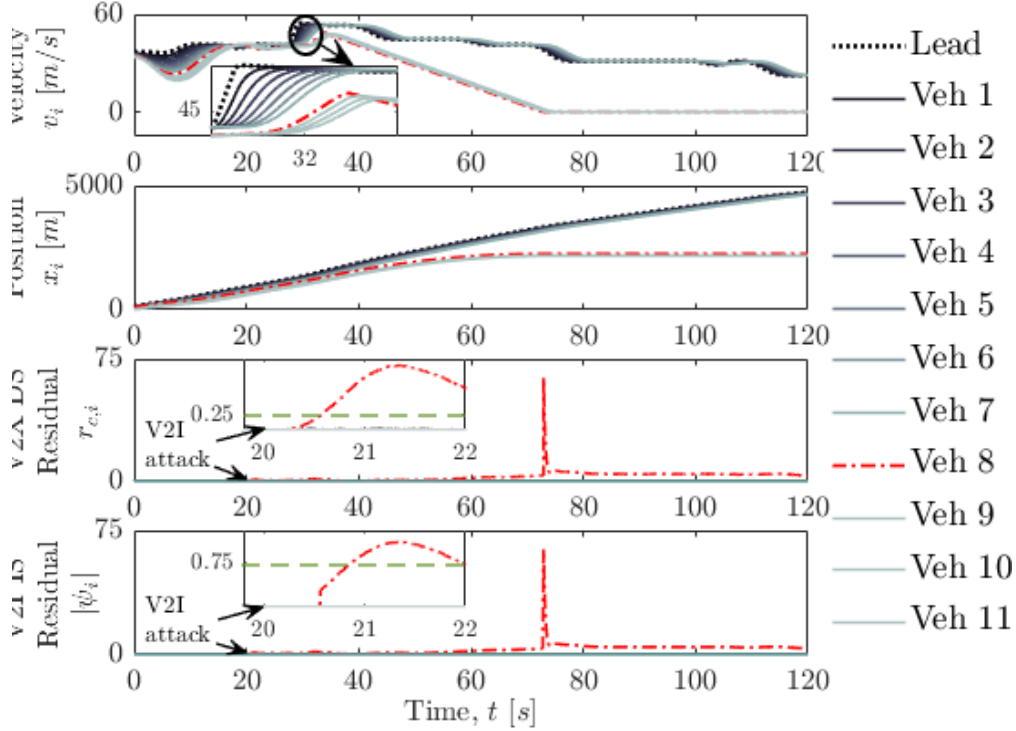 60
0
Velocity
v_i [m/s]
45
32
0 20 40 60 80 100 120
5000
0
Position
x_i [m]
0 20 40 60 80 100 120
75
0
V2X DS
Residual
r_{c,i}
V2I
attack
0.25
20 21 22
0 20 40 60 80 100 120
75
0
Residual
|ψ_i|
V2I
attack
0.75
20 21 22
0 20 40 60 80 100 120
Time, t [s]
Lead
Veh 1
Veh 2
Veh 3
Veh 4
Veh 5
Veh 6
Veh 7
Veh 8
Veh 9
Veh 10
Veh 11